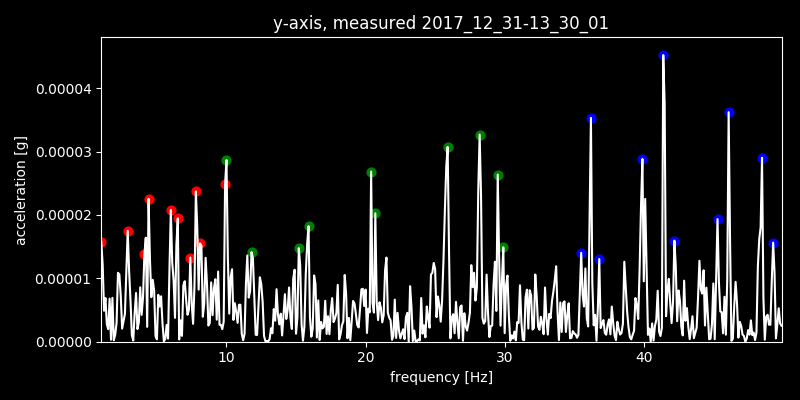 y-axis, measured 2017_12_31-13_30_01
acceleration [g]
0.00004
0.00003
0.00002
0.00001
0.00000
10 20 30 40
frequency [Hz]